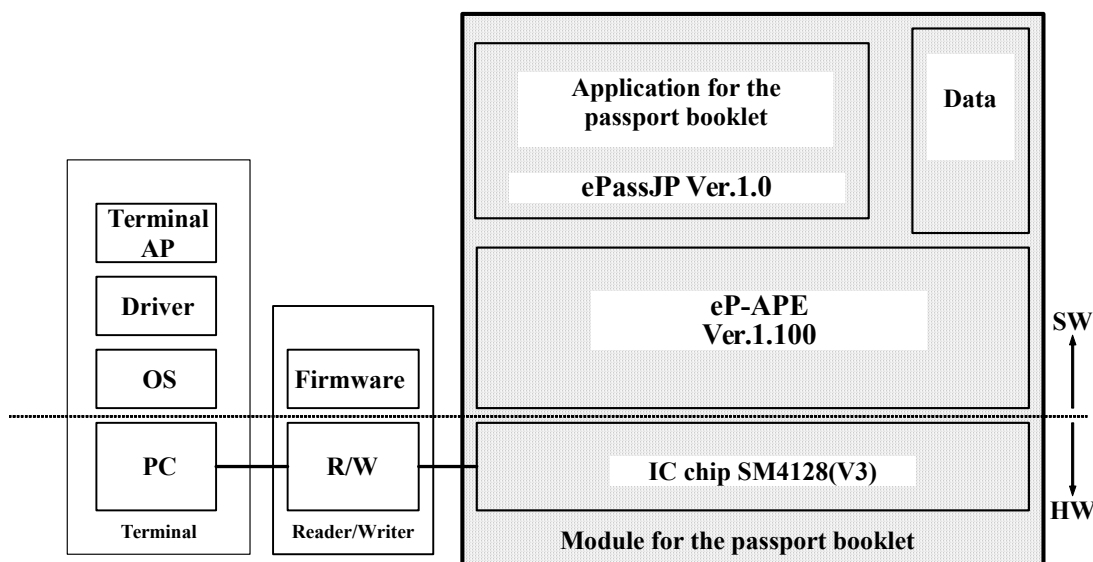 Application for the
passport booklet
ePassJP Ver.1.0
Data
Terminal
AP
Driver
OS
PC
Terminal
Firmware
R/W
Reader/Writer
eP-APE
Ver.1.100
IC chip SM4128(V3)
Module for the passport booklet
SW
HW